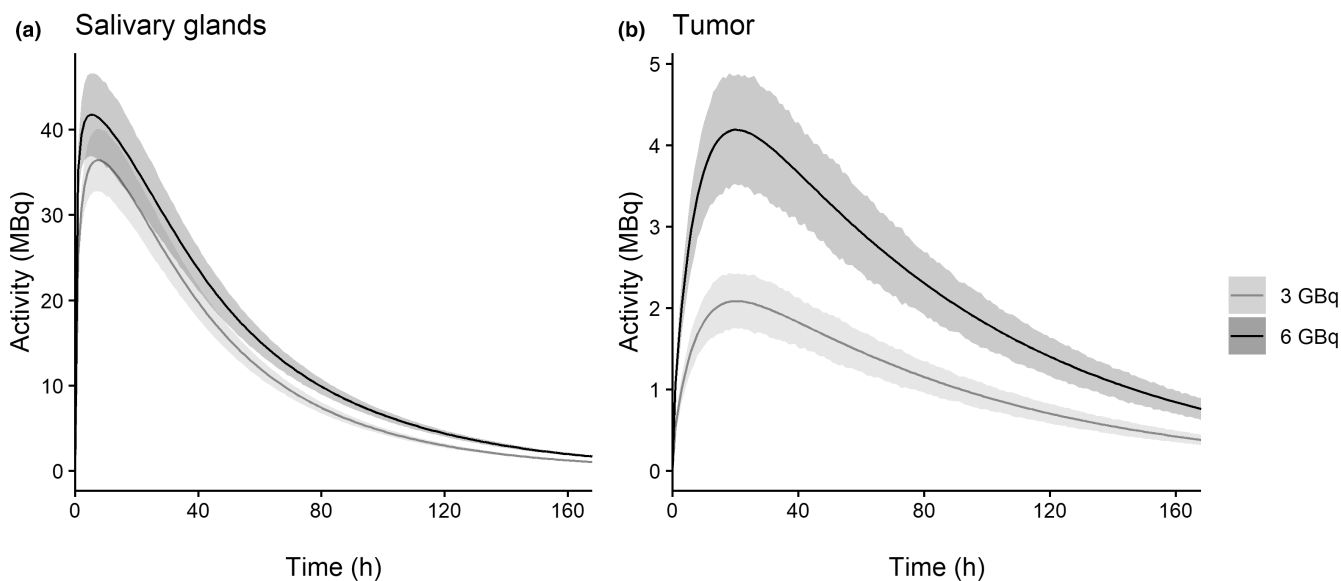 (a) Salivary glands
Activity (MBq)
40
30
20
10
0
0 40 80 120 160
Time (h)
(b) Tumor
Activity (MBq)
5
4
3
2
1
0
0 40 80 120 160
Time (h)
3 GBq
6 GBq